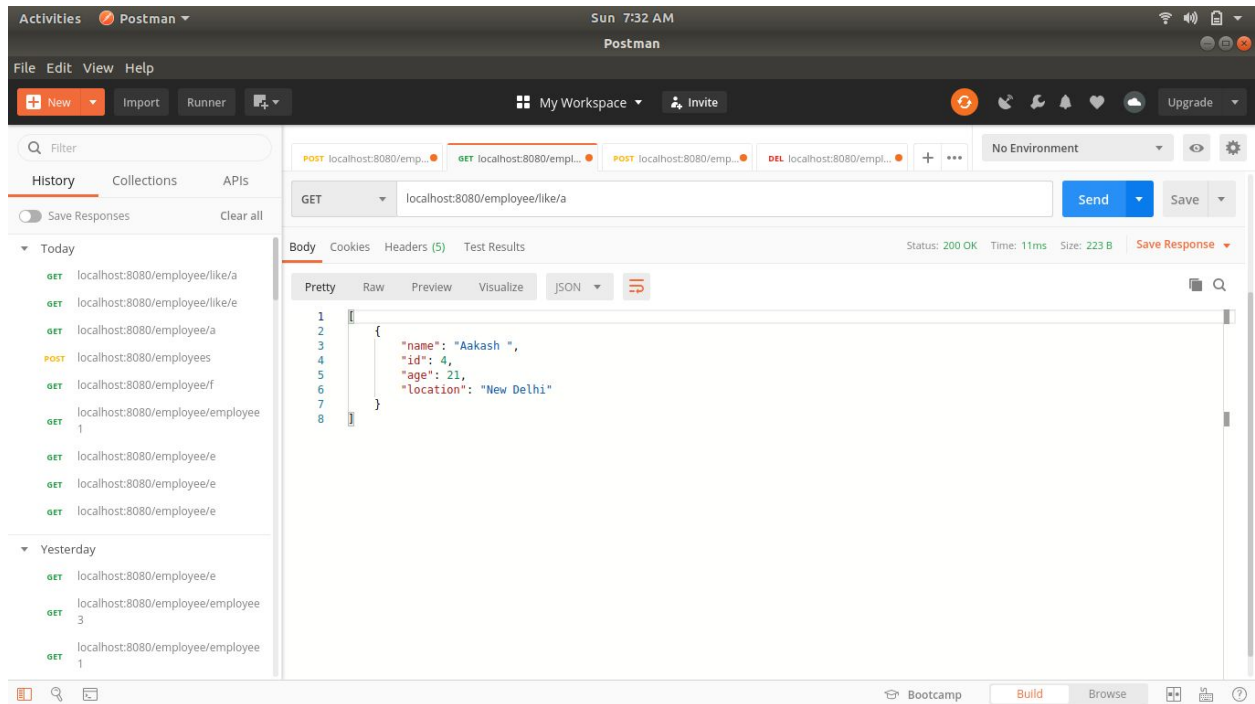 Activities Postman
Sun 7:32 AM
Postman
File Edit View Help
New Import Runner
My Workspace Invite
Upgrade
Filter
History Collections APIs
Save Responses Clear all
Today
GET localhost:8080/employee/like/a
GET localhost:8080/employee/like/e
GET localhost:8080/employee/a
POST localhost:8080/employees
GET localhost:8080/employee/f
GET localhost:8080/employee/employee
1
GET localhost:8080/employee/e
GET localhost:8080/employee/e
GET localhost:8080/employee/e
Yesterday
GET localhost:8080/employee/e
GET localhost:8080/employee/employee
3
GET localhost:8080/employee/employee
1
POST localhost:8080/emp... GET localhost:8080/empl... POST localhost:8080/emp... DEL localhost:8080/empl... + •••
No Environment
GET localhost:8080/employee/like/a
Send Save
Body Cookies Headers (5) Test Results
Status: 200 OK Time: 11ms Size: 223 B Save Response
Pretty Raw Preview Visualize JSON
1 [
2 {
3 "name": "Aakash ",
4 "id": 4,
5 "age": 21,
6 "location": "New Delhi"
7 }
8 ]
Bootcamp Build Browse ?